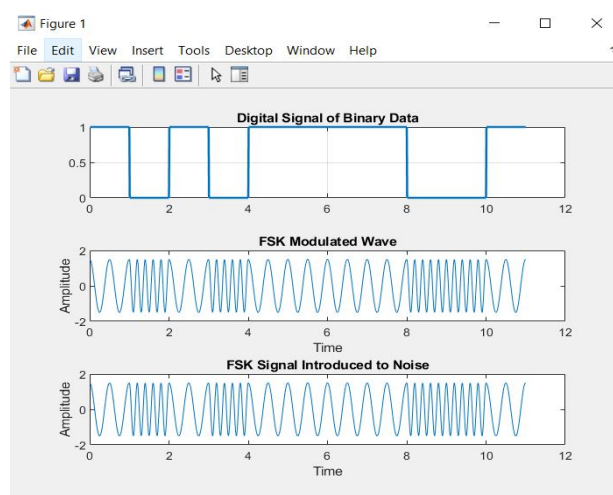 Figure 1
File Edit View Insert Tools Desktop Window Help
Digital Signal of Binary Data
1
0.5
0
0 2 4 6 8 10 12
FSK Modulated Wave
2
0
-2
Amplitude
0 2 4 6 8 10 12
Time
FSK Signal Introduced to Noise
2
0
-2
Amplitude
0 2 4 6 8 10 12
Time